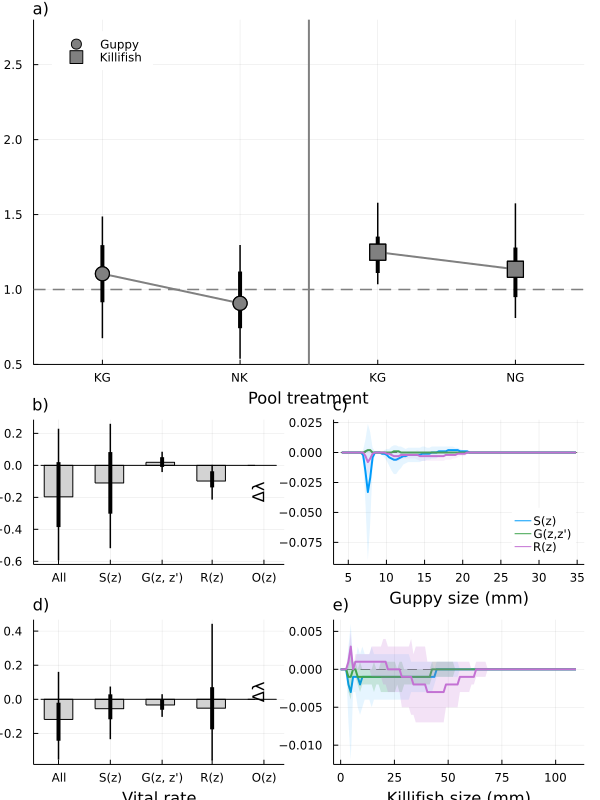 a)
Guppy
Killifish
2.5
2.0
1.5
1.0
0.5
KG NK KG NG
Pool treatment
b)
0.2
0.0
−0.2
−0.4
−0.6
All S(z) G(z, z') R(z) O(z)
c)
Δλ
0.025
0.000
−0.025
−0.050
−0.075
S(z)
G(z,z')
R(z)
5 10 15 20 25 30 35
Guppy size (mm)
d)
0.4
0.2
0.0
−0.2
All S(z) G(z, z') R(z) O(z)
Vital rate
e)
Δλ
0.005
0.000
−0.005
−0.010
0 25 50 75 100
Killifish size (mm)